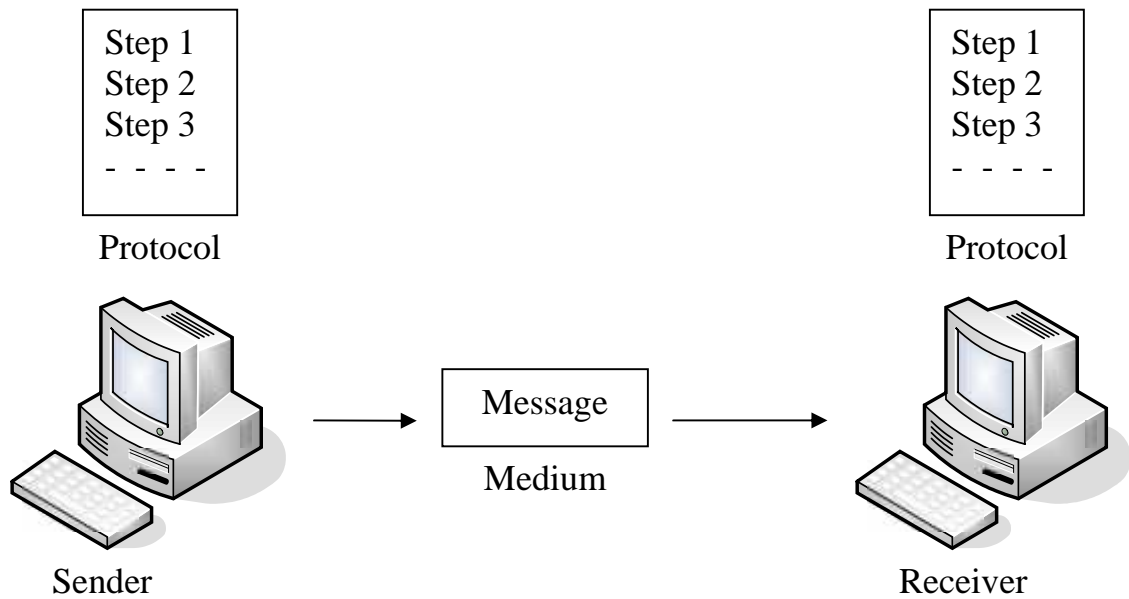 Step 1
Step 2
Step 3
- - - -
Protocol
Step 1
Step 2
Step 3
- - - -
Protocol
Message
Medium
Sender
Receiver